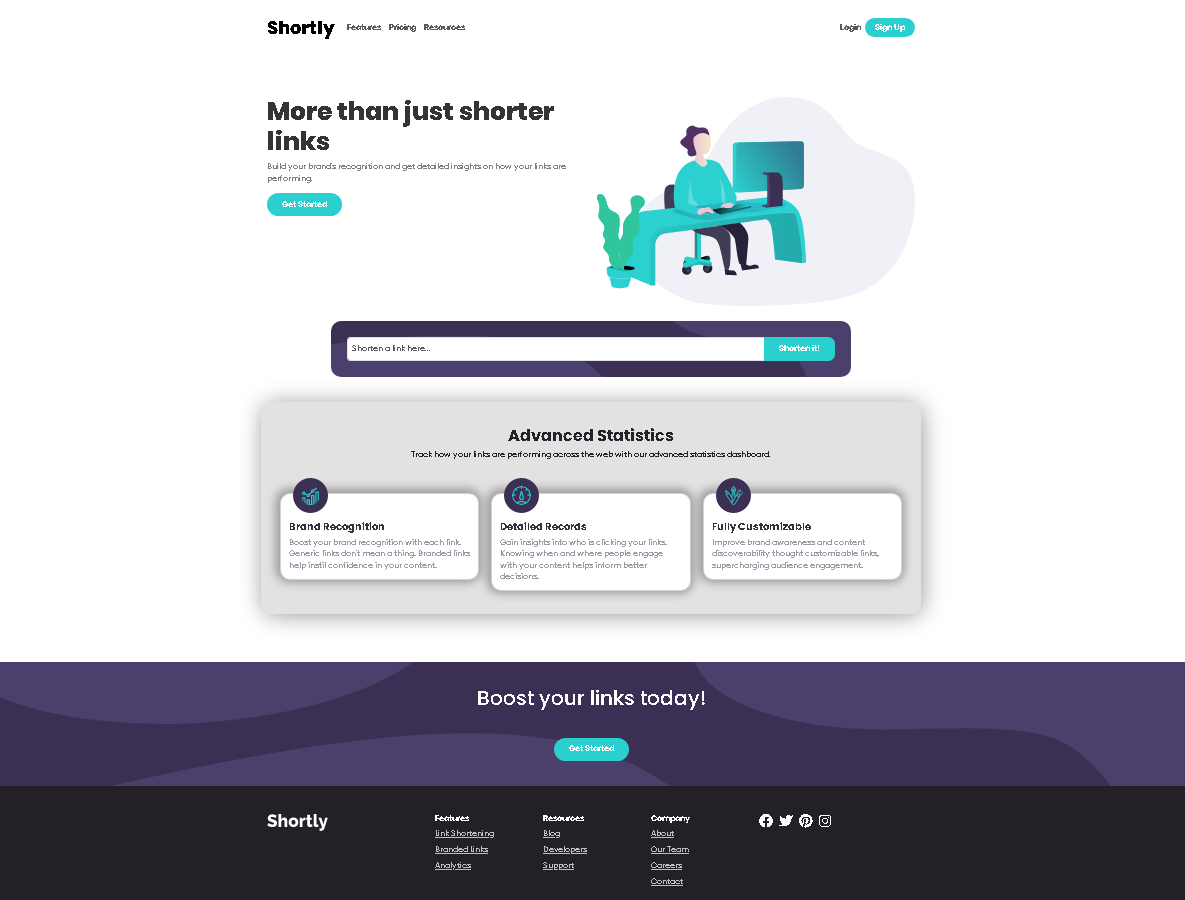 Shortly Features Pricing Resources Login Sign Up
More than just shorter
links
Build your brand's recognition and get detailed insights on how your links are
performing.
Get Started
Shorten a link here... Shorten it!
Advanced Statistics
Track how your links are performing across the web with our advanced statistics dashboard.
Brand Recognition
Boost your brand recognition with each link.
Generic links don't mean a thing. Branded links
help instil confidence in your content.
Detailed Records
Gain insights into who is clicking your links.
Knowing when and where people engage
with your content helps inform better
decisions.
Fully Customizable
Improve brand awareness and content
discoverability thought customizable links,
supercharging audience engagement.
Boost your links today!
Get Started
Shortly
Features
Link Shortening
Branded links
Analytics
Resources
Blog
Developers
Support
Company
About
Our Team
Careers
Contact